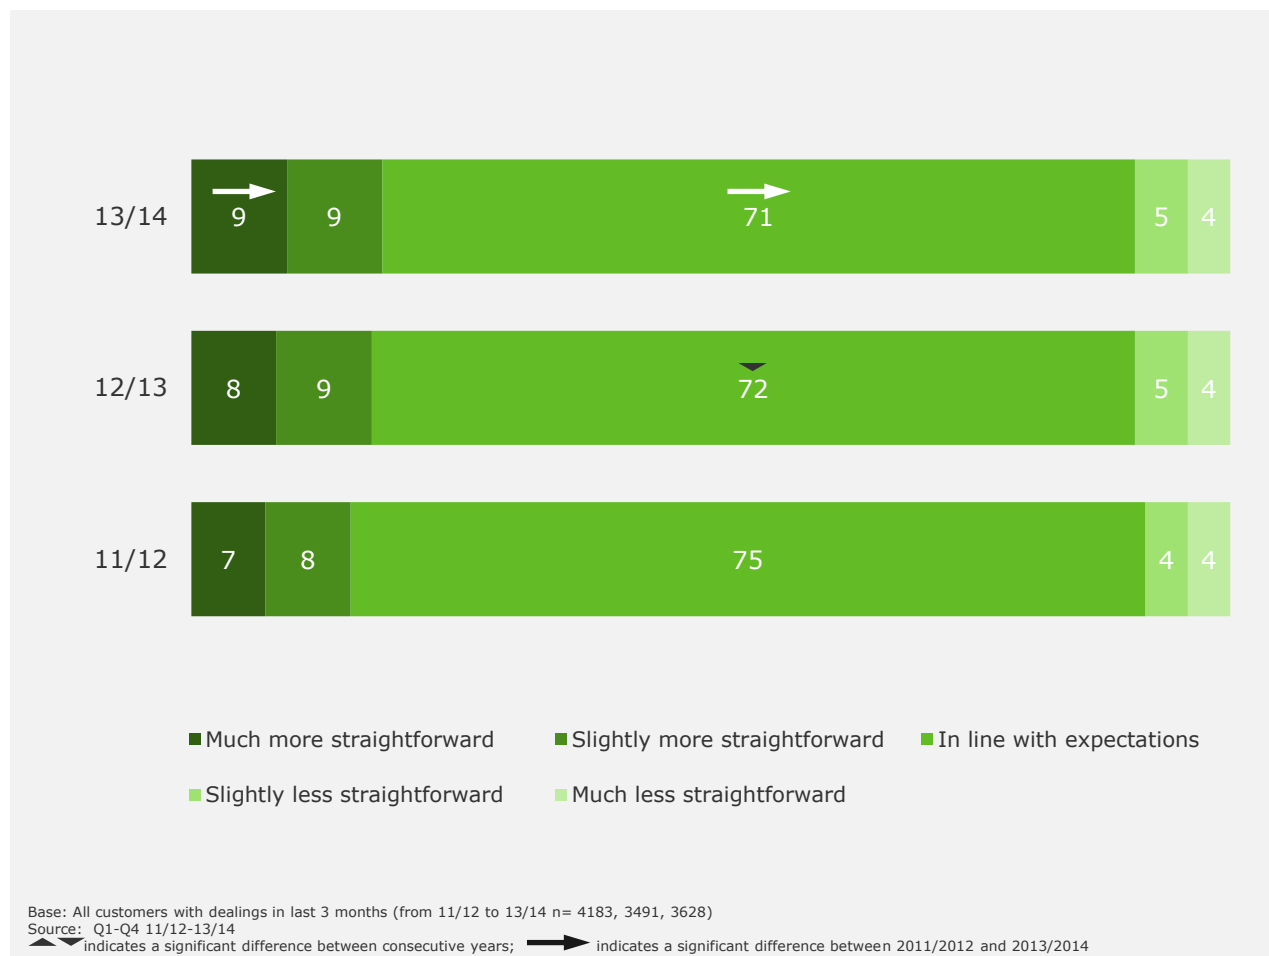 13/14
9 9 71 5 4
12/13
8 9 72 5 4
11/12
7 8 75 4 4
Much more straightforward Slightly more straightforward In line with expectations
Slightly less straightforward Much less straightforward
Base: All customers with dealings in last 3 months (from 11/12 to 13/14 n= 4183, 3491, 3628)
Source: Q1-Q4 11/12-13/14
indicates a significant difference between consecutive years; indicates a significant difference between 2011/2012 and 2013/2014